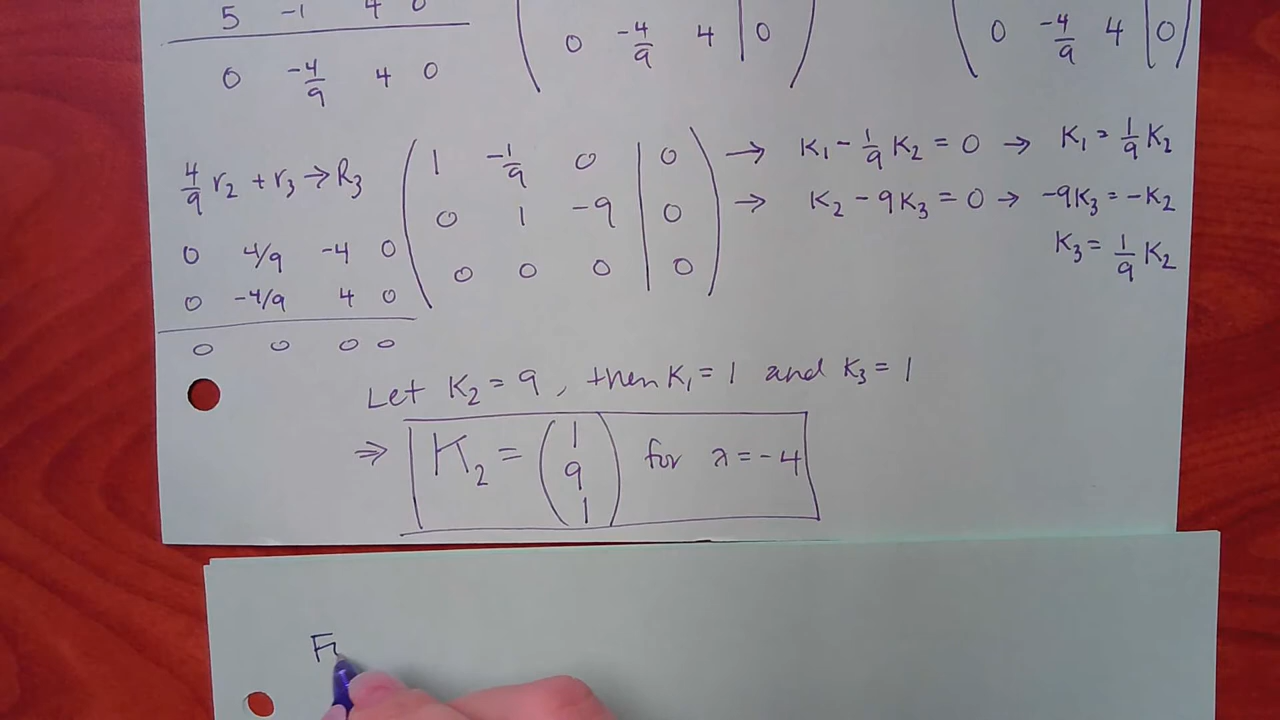 5 -1 4 0
0 -4/9 4 0
( 0 -4/9 4 | 0 )
( 0 -4/9 4 | 0 )
4/9 r₂ + r₃ → R₃
0 4/9 -4 0
0 -4/9 4 0
0 0 0 0
( 1 -1/9 0 | 0 ) → K₁ - 1/9 K₂ = 0 → K₁ = 1/9 K₂
( 0 1 -9 | 0 ) → K₂ - 9K₃ = 0 → -9K₃ = -K₂
( 0 0 0 | 0 )
K₃ = 1/9 K₂
Let K₂ = 9, then K₁ = 1 and K₃ = 1
⇒ K₂ = ( 1 9 1 ) for λ = -4
Fi